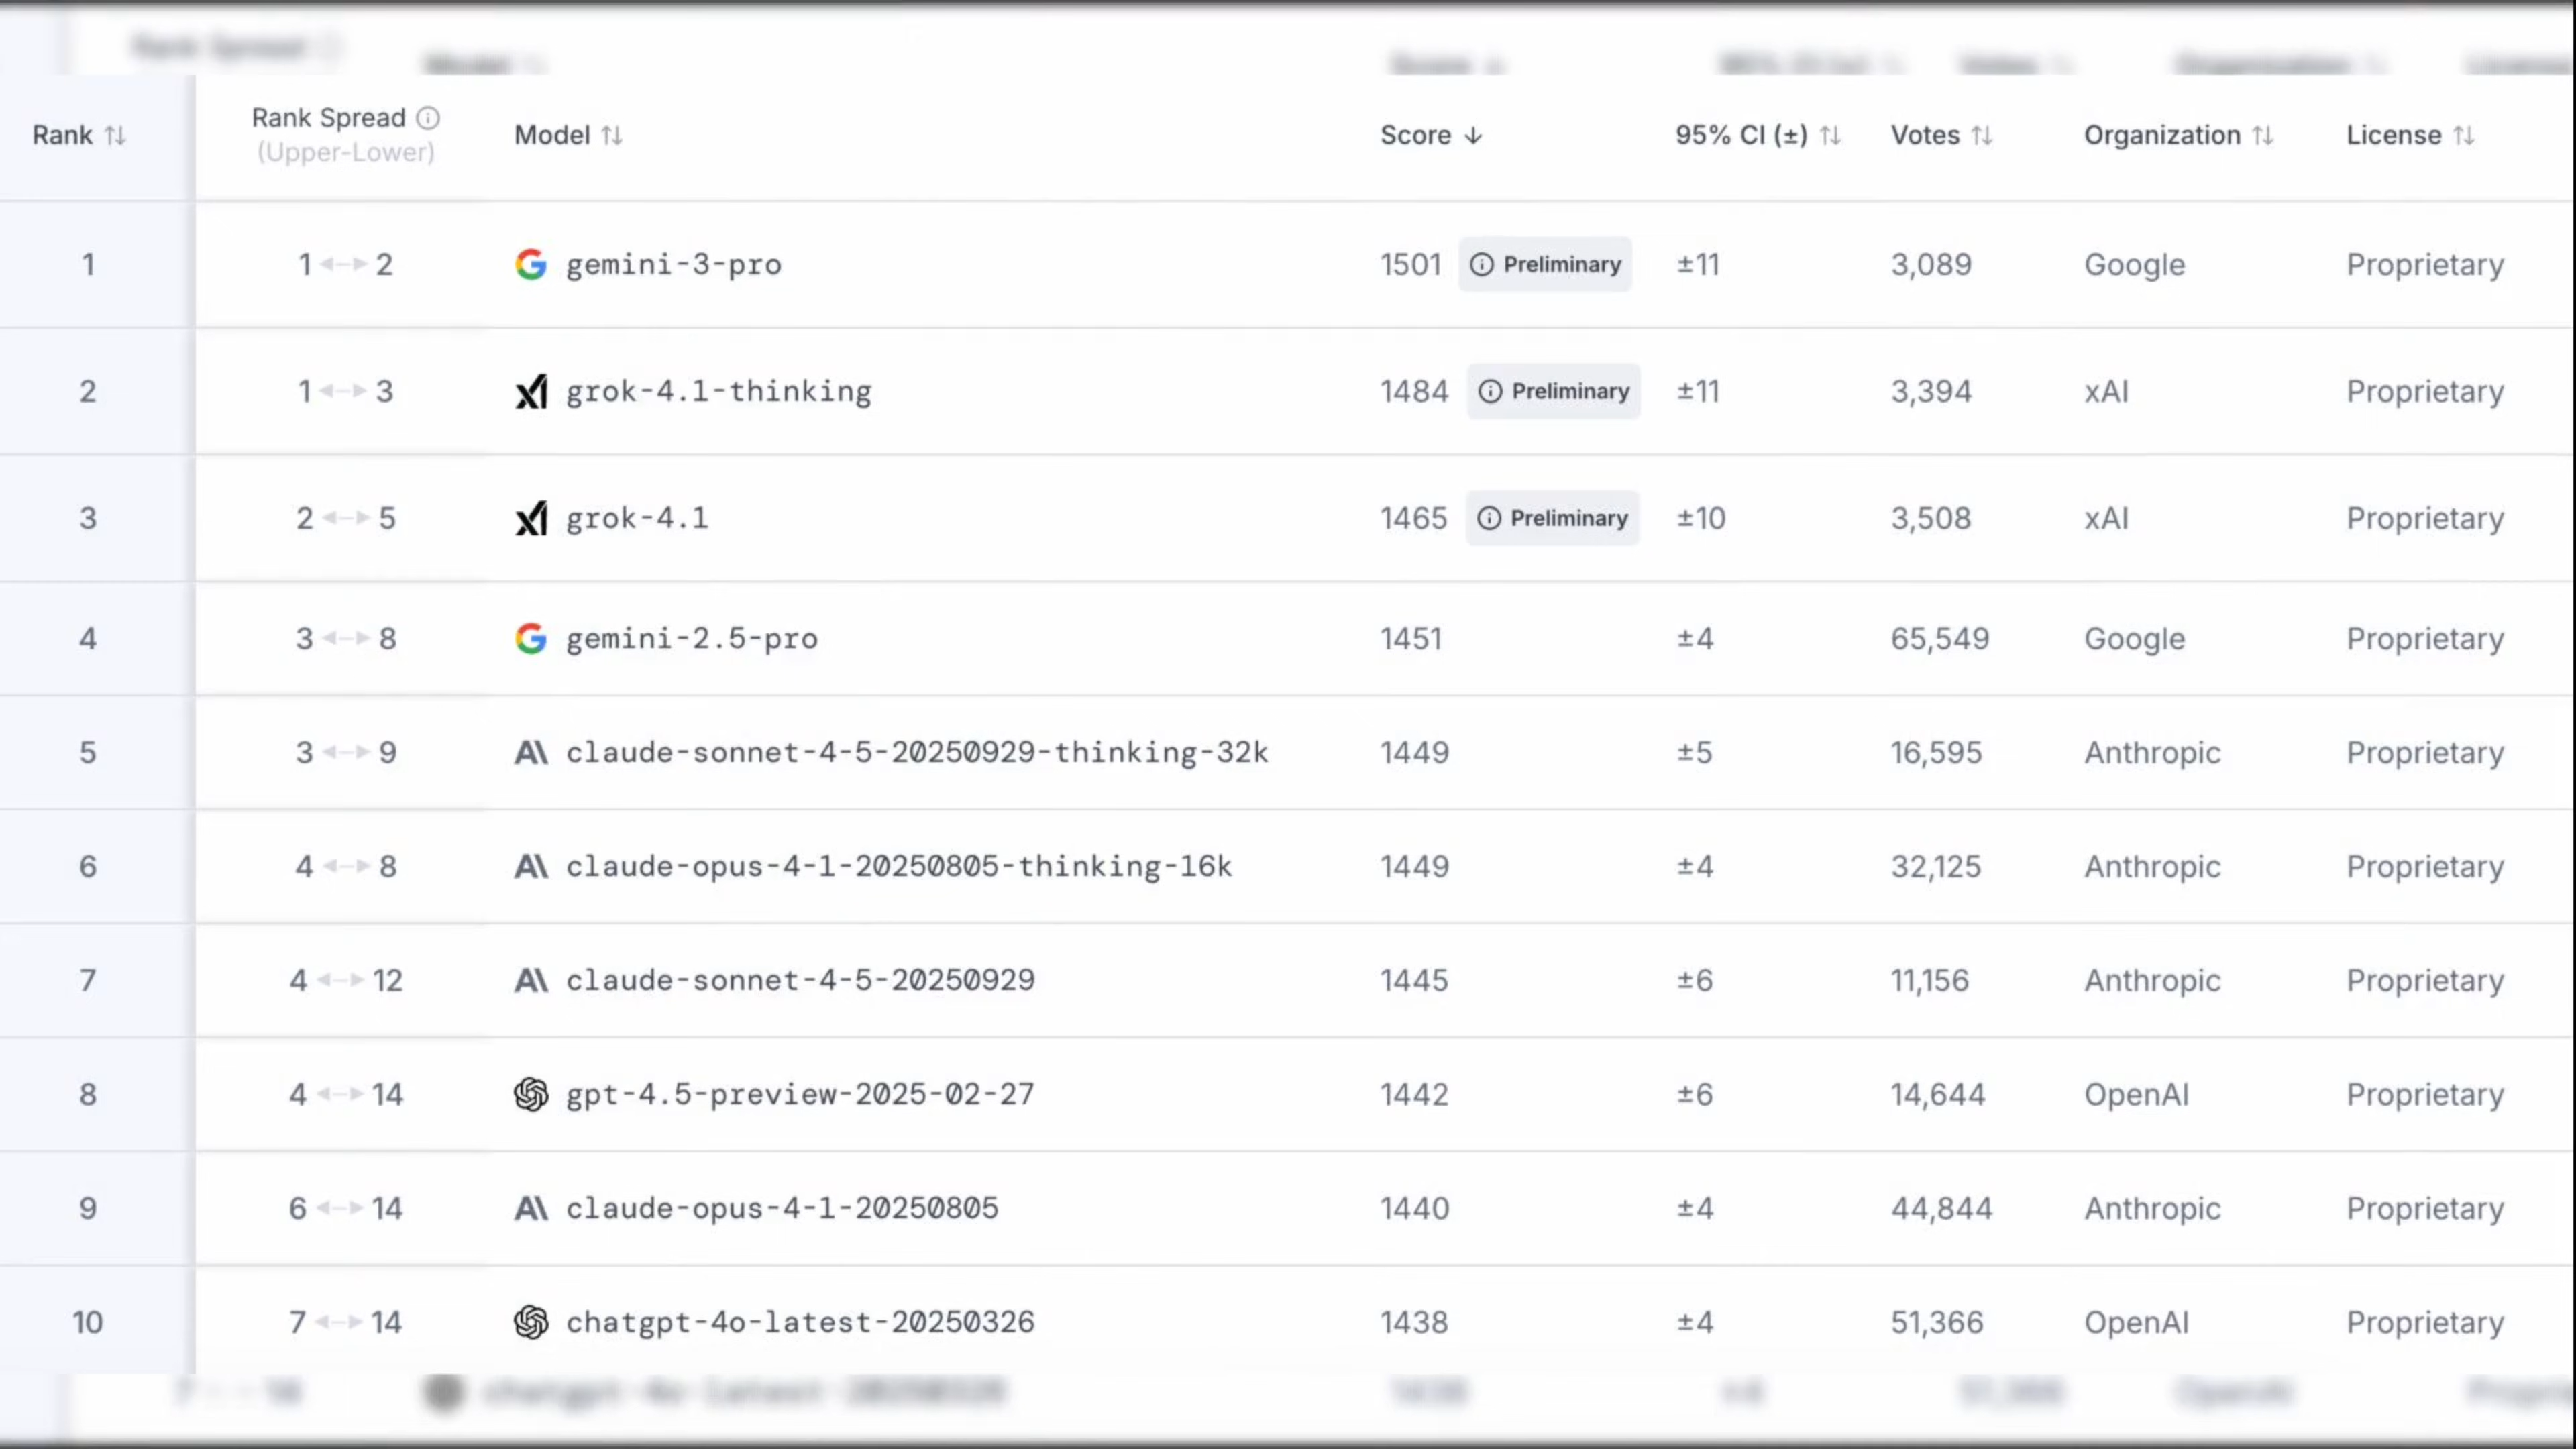 Rank Spread
Model
Score
95% CI (±)
Votes
Organization
Rank Rank Spread (Upper-Lower) Model Score 95% CI (±) Votes Organization License
1 1 2 gemini-3-pro 1501 Preliminary ±11 3,089 Google Proprietary
2 1 3 grok-4.1-thinking 1484 Preliminary ±11 3,394 xAI Proprietary
3 2 5 grok-4.1 1465 Preliminary ±10 3,508 xAI Proprietary
4 3 8 gemini-2.5-pro 1451 ±4 65,549 Google Proprietary
5 3 9 claude-sonnet-4-5-20250929-thinking-32k 1449 ±5 16,595 Anthropic Proprietary
6 4 8 claude-opus-4-1-20250805-thinking-16k 1449 ±4 32,125 Anthropic Proprietary
7 4 12 claude-sonnet-4-5-20250929 1445 ±6 11,156 Anthropic Proprietary
8 4 14 gpt-4.5-preview-2025-02-27 1442 ±6 14,644 OpenAI Proprietary
9 6 14 claude-opus-4-1-20250805 1440 ±4 44,844 Anthropic Proprietary
10 7 14 chatgpt-4o-latest-20250326 1438 ±4 51,366 OpenAI Proprietary